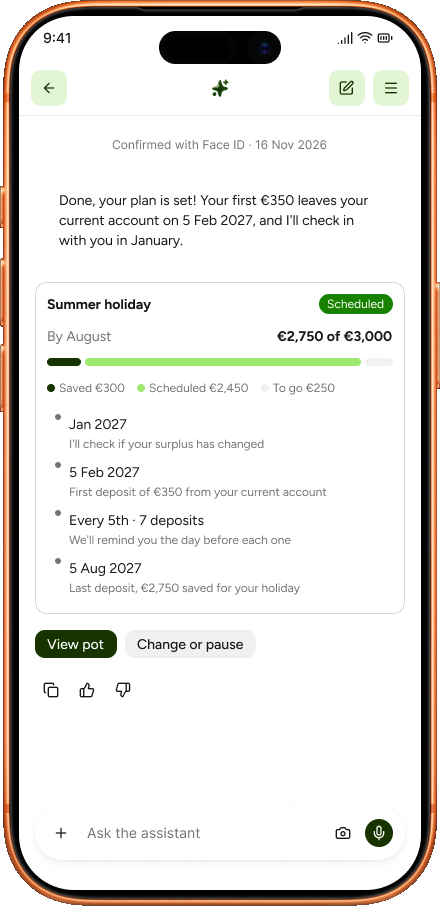 9:41
Confirmed with Face ID · 16 Nov 2026
Done, your plan is set! Your first €350 leaves your
current account on 5 Feb 2027, and I'll check in
with you in January.
Summer holiday
Scheduled
By August
€2,750 of €3,000
Saved €300
Scheduled €2,450
To go €250
Jan 2027
I'll check if your surplus has changed
5 Feb 2027
First deposit of €350 from your current account
Every 5th · 7 deposits
We'll remind you the day before each one
5 Aug 2027
Last deposit, €2,750 saved for your holiday
View pot
Change or pause
Ask the assistant